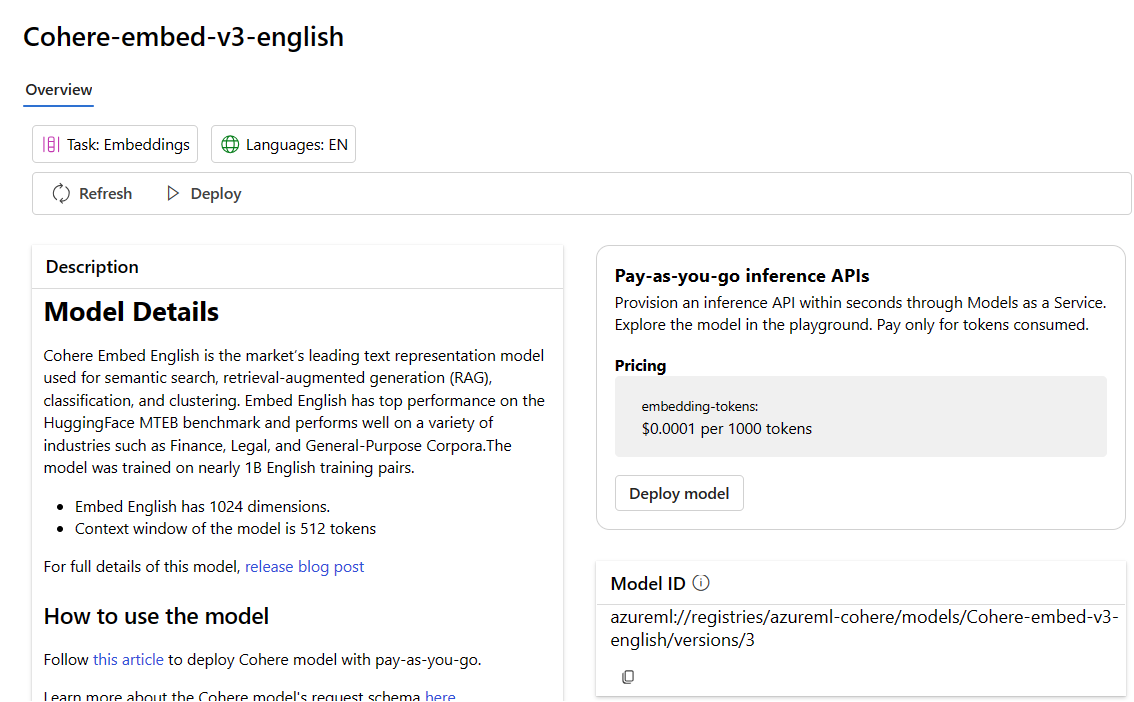 Cohere-embed-v3-english
Overview
Task: Embeddings
Languages: EN
Refresh
Deploy
Description
Model Details
Cohere Embed English is the market’s leading text representation model
used for semantic search, retrieval-augmented generation (RAG),
classification, and clustering. Embed English has top performance on the
HuggingFace MTEB benchmark and performs well on a variety of
industries such as Finance, Legal, and General-Purpose Corpora.The
model was trained on nearly 1B English training pairs.
Embed English has 1024 dimensions.
Context window of the model is 512 tokens
For full details of this model, release blog post
How to use the model
Follow this article to deploy Cohere model with pay-as-you-go.
Learn more about the Cohere model's request schema here
Pay-as-you-go inference APIs
Provision an inference API within seconds through Models as a Service.
Explore the model in the playground. Pay only for tokens consumed.
Pricing
embedding-tokens:
$0.0001 per 1000 tokens
Deploy model
Model ID
azureml://registries/azureml-cohere/models/Cohere-embed-v3-
english/versions/3